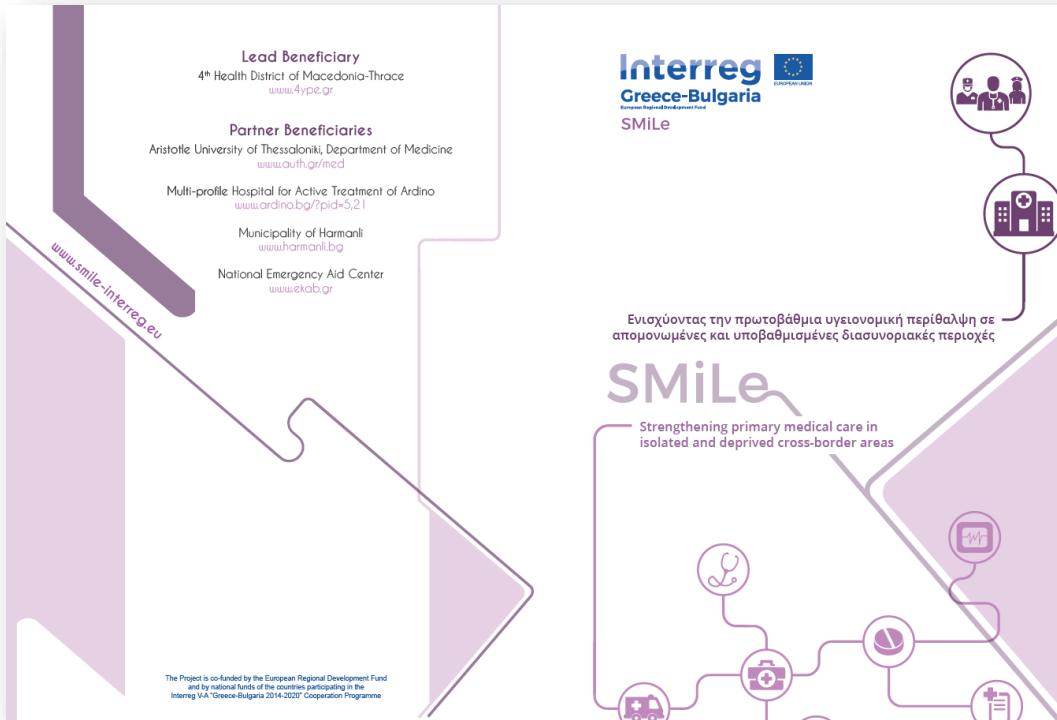 Lead Beneficiary
4th Health District of Macedonia-Thrace
www.4ype.gr
Partner Beneficiaries
Aristotle University of Thessaloniki, Department of Medicine
www.auth.gr/med
Multi-profile Hospital for Active Treatment of Ardino
www.ardino.bg/?pid=5,21
Municipality of Harmanli
www.harmanli.bg
National Emergency Aid Center
www.ekab.gr
www.smile-interreg.eu
The Project is co-funded by the European Regional Development Fund
and by national funds of the countries participating in the
Interreg V-A "Greece-Bulgaria 2014-2020" Cooperation Programme
Interreg
EUROPEAN UNION
Greece-Bulgaria
European Regional Development Fund
SMiLe
Ενισχύοντας την πρωτοβάθμια υγειονομική περίθαλψη σε
απομονωμένες και υποβαθμισμένες διασυνοριακές περιοχές
SMiLe
Strengthening primary medical care in
isolated and deprived cross-border areas